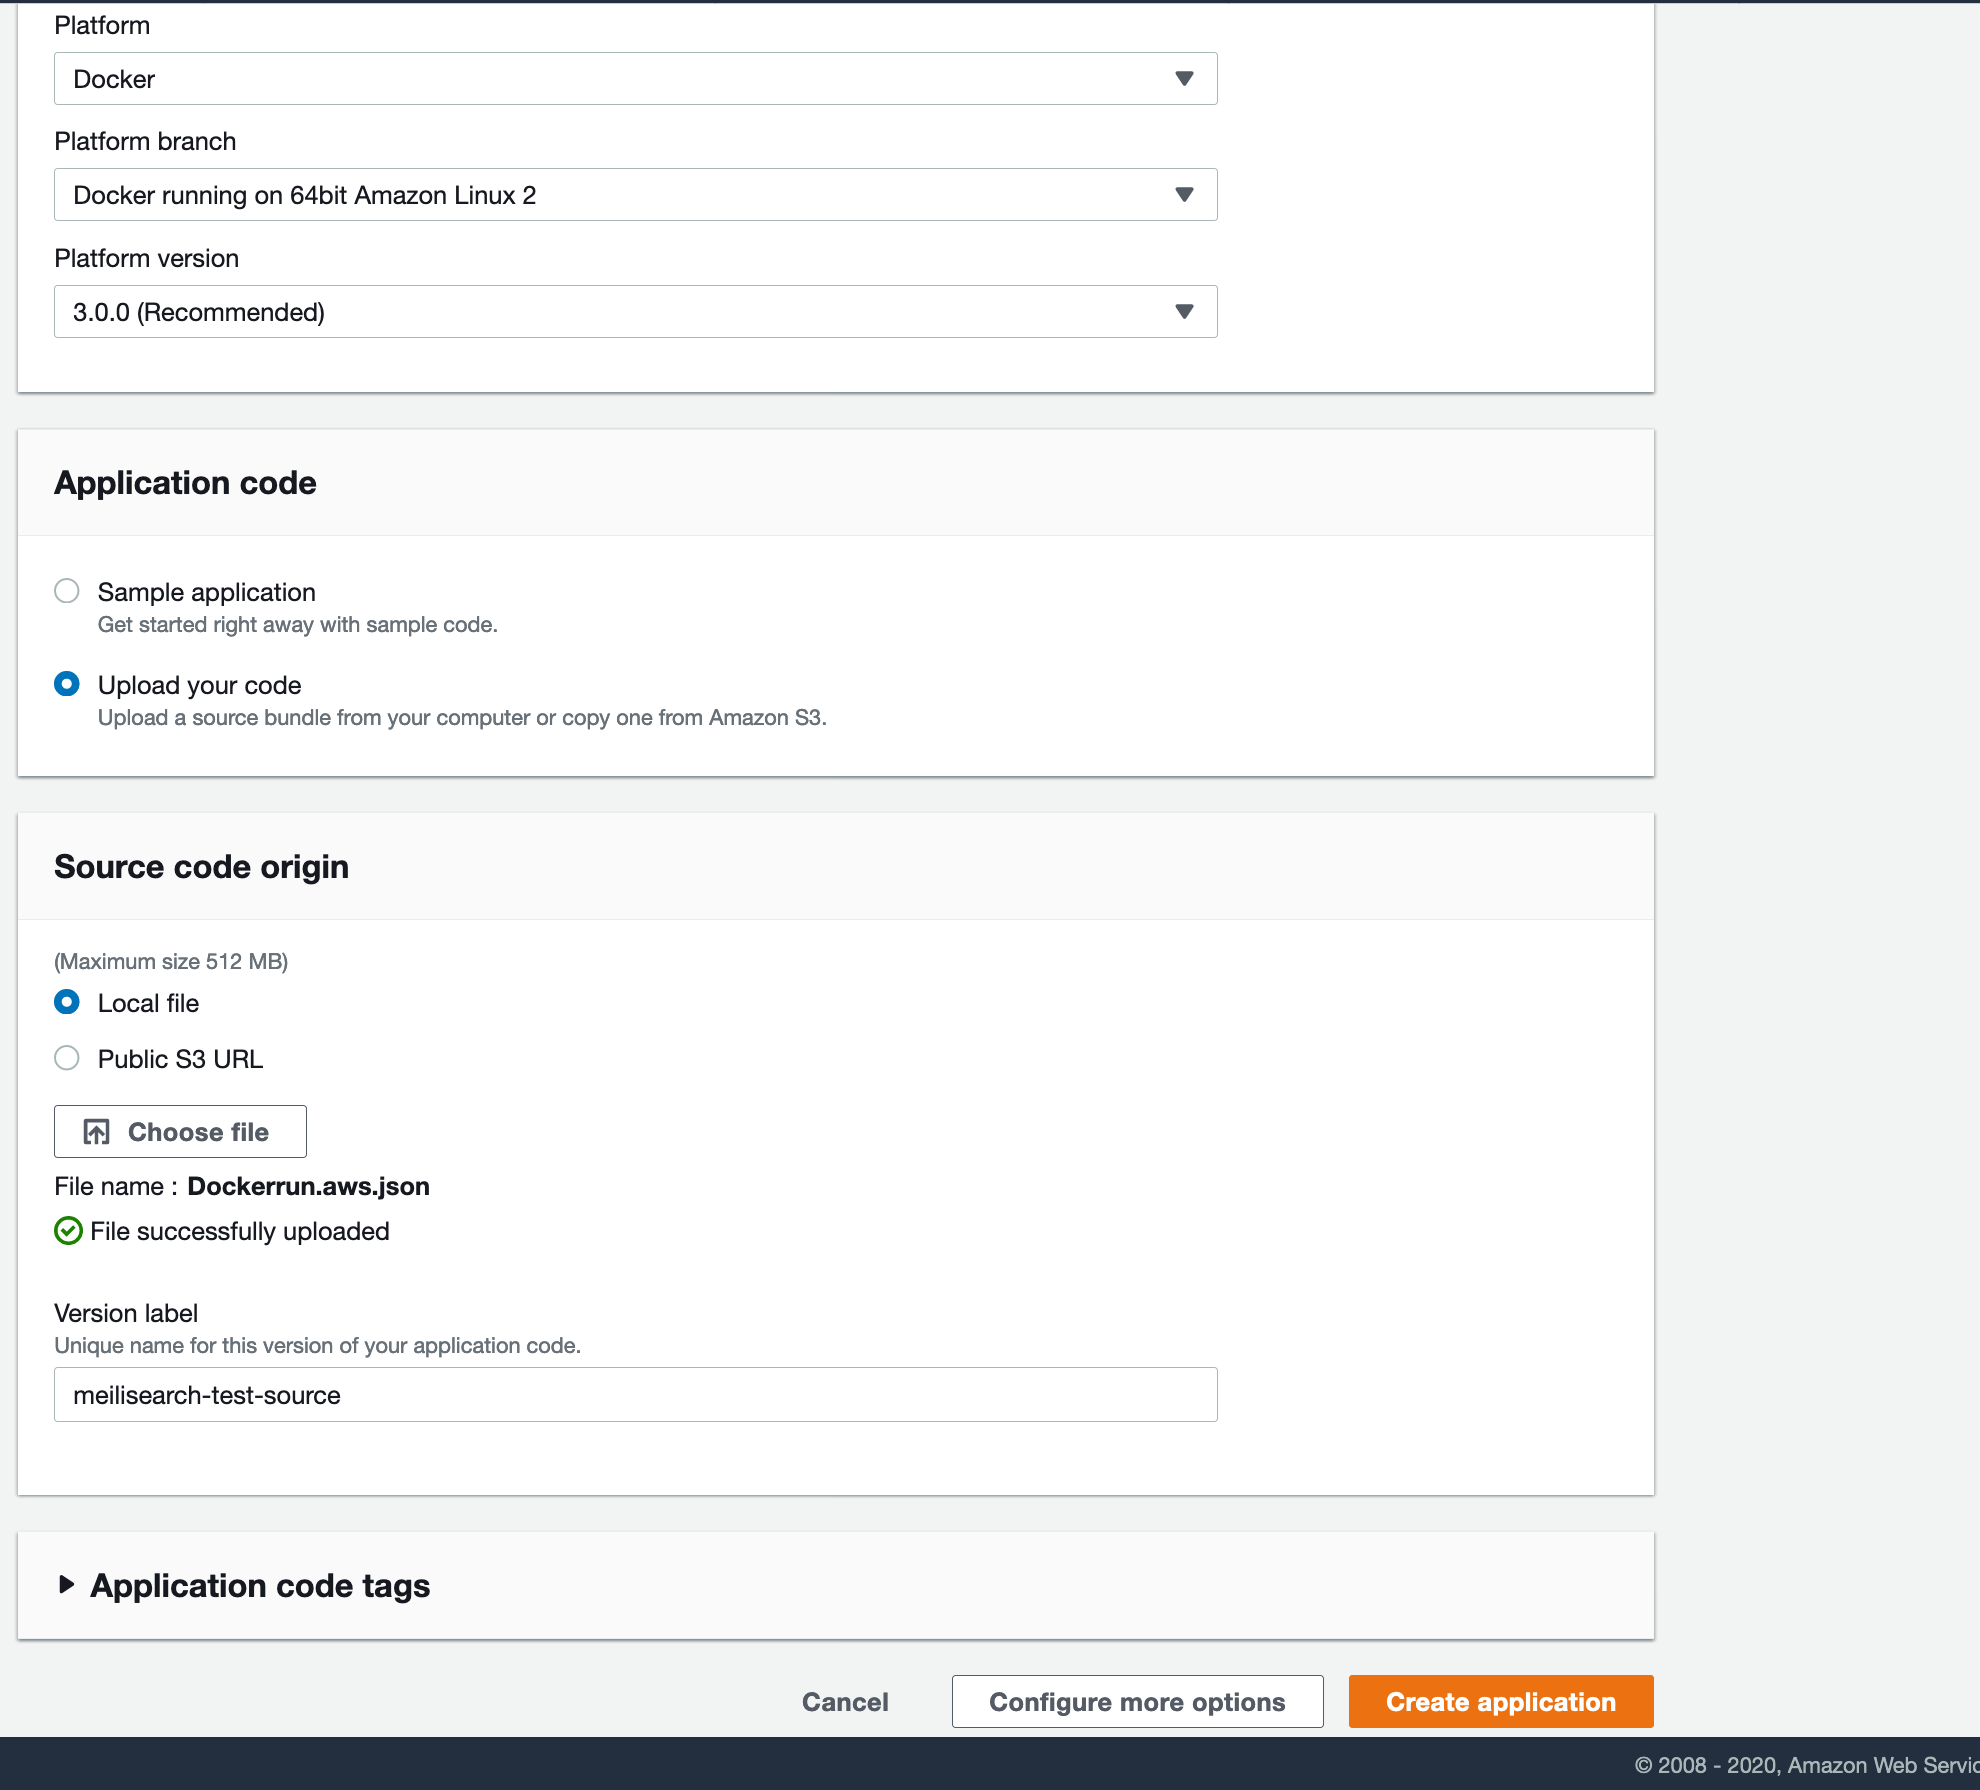 Platform
Docker
Platform branch
Docker running on 64bit Amazon Linux 2
Platform version
3.0.0 (Recommended)
Application code
Sample application
Get started right away with sample code.
Upload your code
Upload a source bundle from your computer or copy one from Amazon S3.
Source code origin
(Maximum size 512 MB)
Local file
Public S3 URL
Choose file
File name : Dockerrun.aws.json
File successfully uploaded
Version label
Unique name for this version of your application code.
meilisearch-test-source
Application code tags
Cancel Configure more options Create application
© 2008 - 2020, Amazon Web